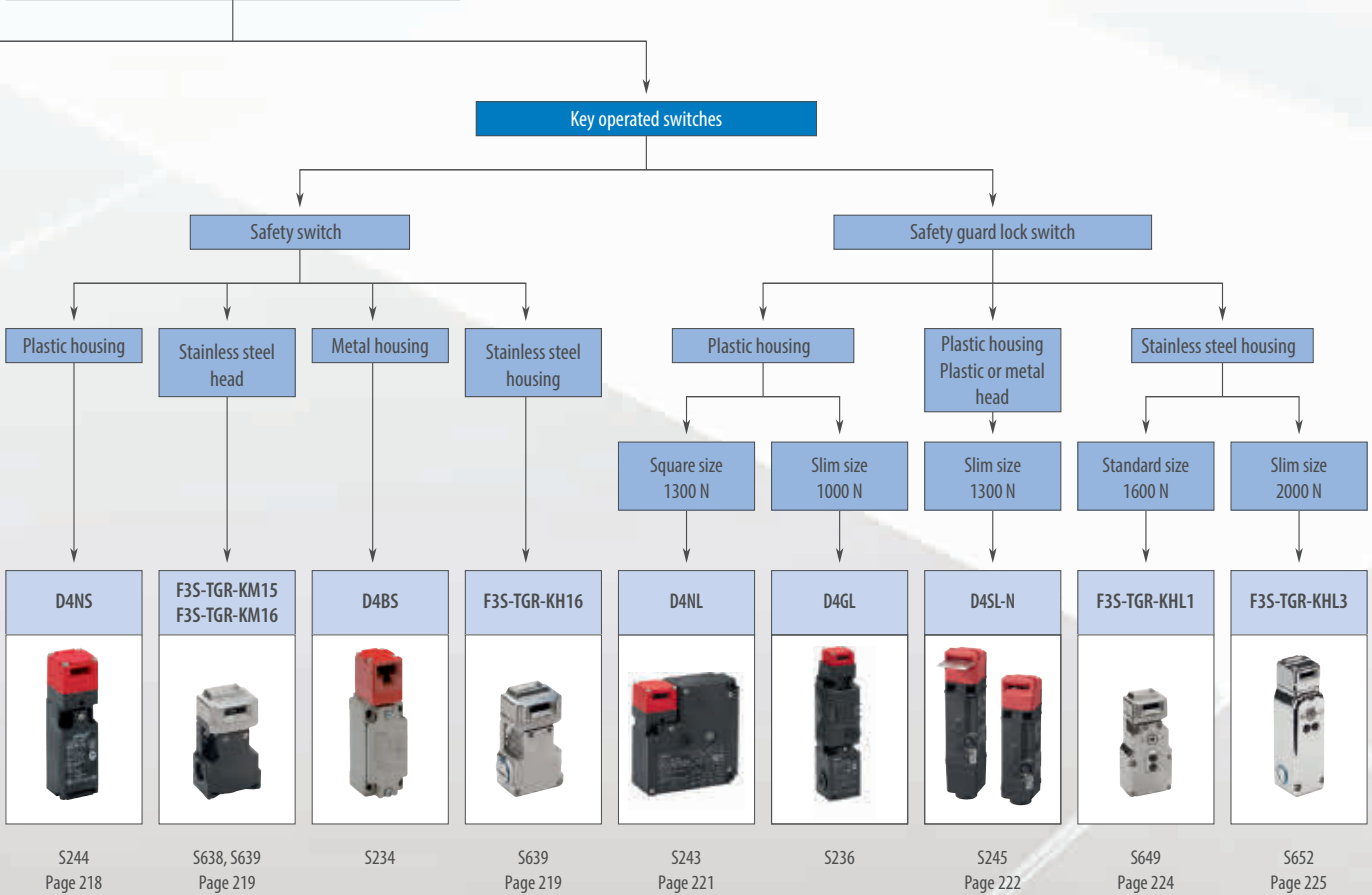 Key operated switches
Safety switch
Safety guard lock switch
Plastic housing
Stainless steel
head
Metal housing
Stainless steel
housing
Plastic housing
Plastic housing
Plastic or metal
head
Stainless steel housing
Square size
1300 N
Slim size
1000 N
Slim size
1300 N
Standard size
1600 N
Slim size
2000 N
D4NS
F3S-TGR-KM15
F3S-TGR-KM16
D4BS
F3S-TGR-KH16
D4NL
D4GL
D4SL-N
F3S-TGR-KHL1
F3S-TGR-KHL3
S244
Page 218
S638, S639
Page 219
S234
S639
Page 219
S243
Page 221
S236
S245
Page 222
S649
Page 224
S652
Page 225